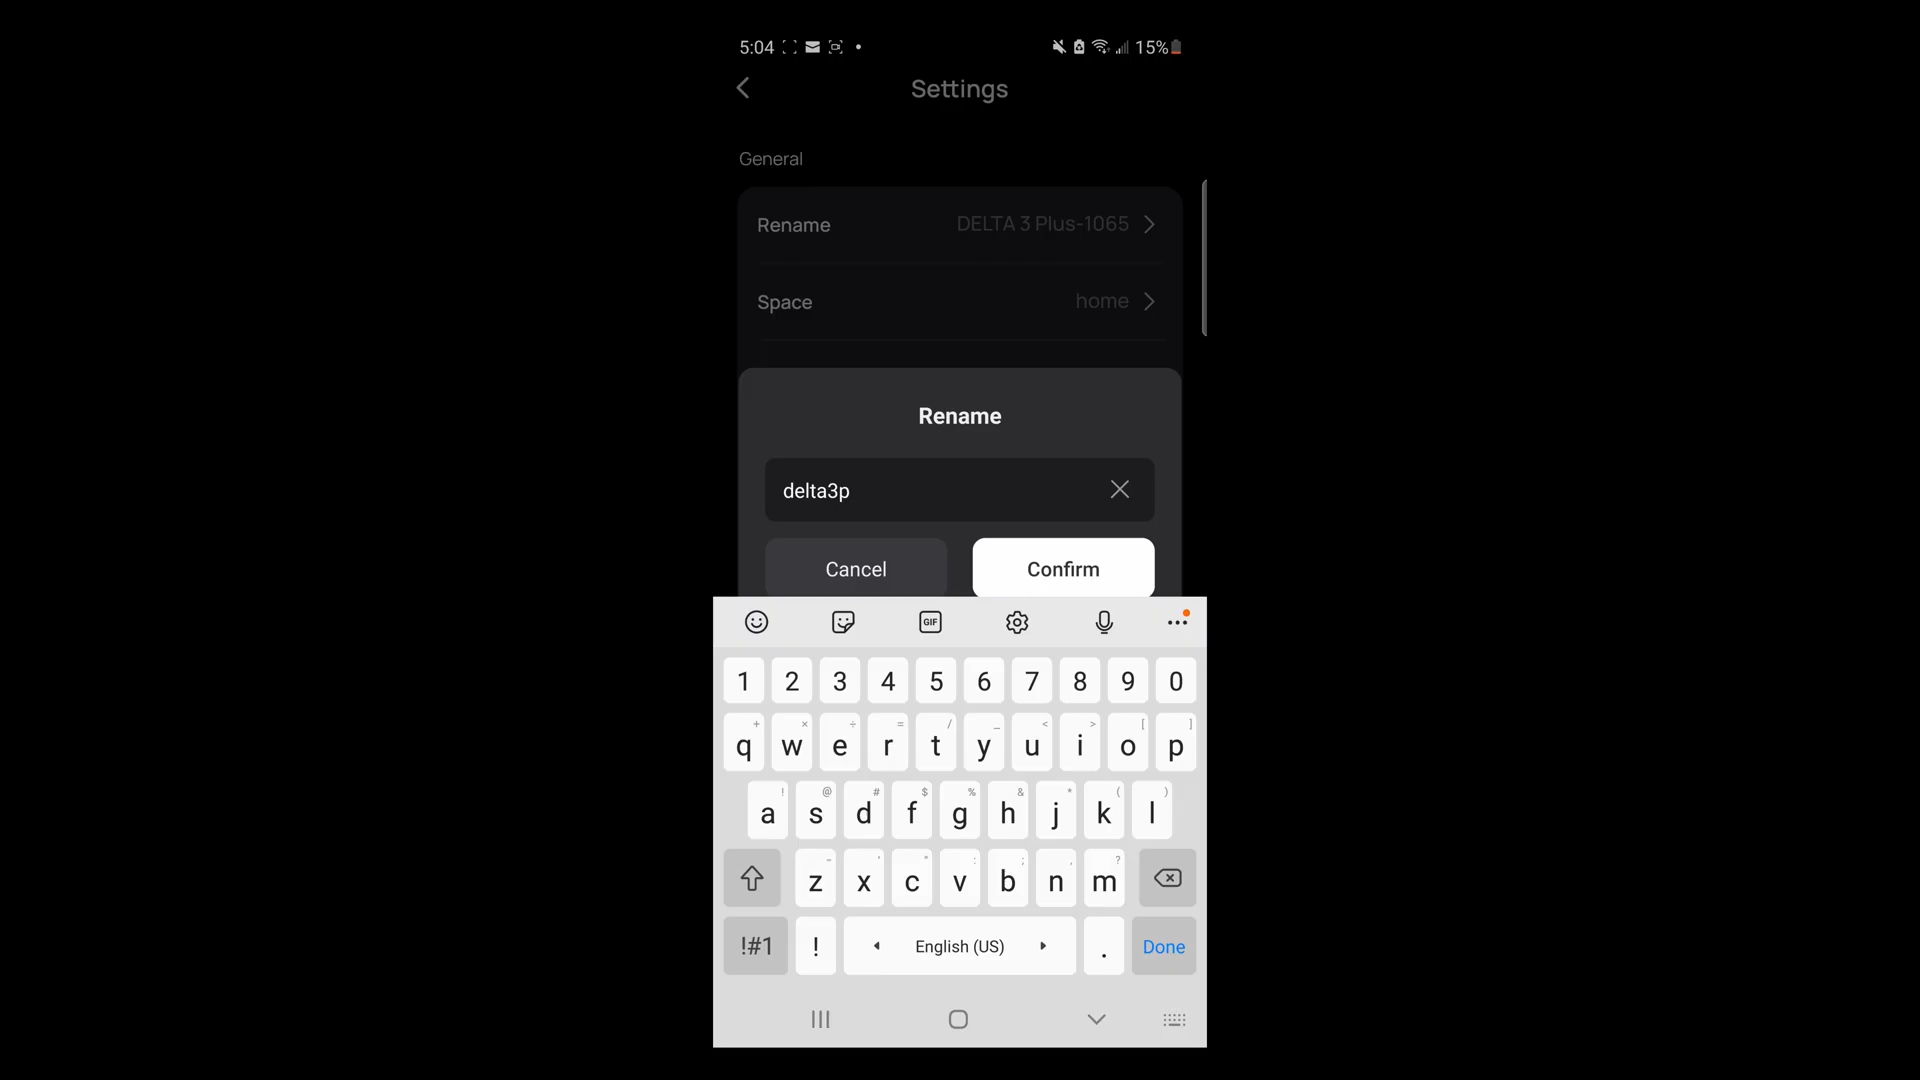 5:04 15%
Settings
General
Rename DELTA 3 Plus-1065
Space home
Rename
delta3p
Cancel Confirm
GIF
1 2 3 4 5 6 7 8 9 0
+ × ÷ = / _ < > [ ]
q w e r t y u i o p
! @ # $ % & * ( )
a s d f g h j k l
- ' " : ; , ?
z x c v b n m
!#1 ! English (US) . Done